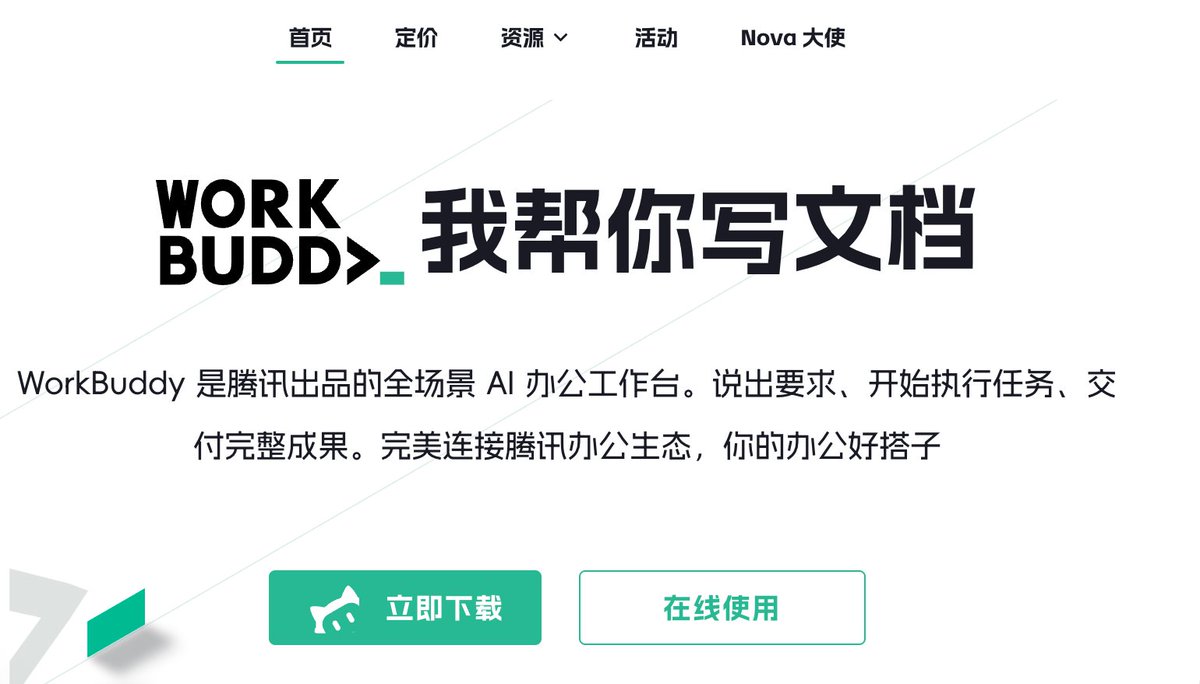 首页 定价 资源 活动 Nova 大使
WORK
BUDD>_
我帮你写文档
WorkBuddy 是腾讯出品的全场景 AI 办公工作台。说出要求、开始执行任务、交
付完整成果。完美连接腾讯办公生态，你的办公好搭子
立即下载 在线使用